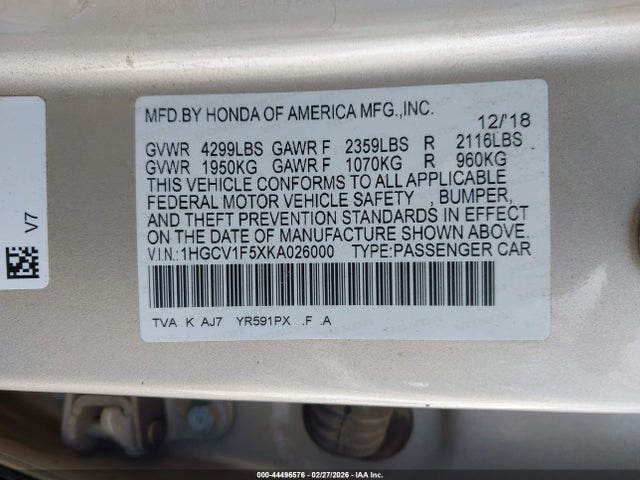 MFD.BY HONDA OF AMERICA MFG.,INC.
12/'18
GVWR 4299LBS GAWR F 2359LBS R 2116LBS
GVWR 1950KG GAWR F 1070KG R 960KG
THIS VEHICLE CONFORMS TO ALL APPLICABLE
FEDERAL MOTOR VEHICLE SAFETY , BUMPER,
AND THEFT PREVENTION STANDARDS IN EFFECT
ON THE DATE OF MANUFACTURE SHOWN ABOVE.
V.I.N.:1HGCV1F5XKA026000 TYPE:PASSENGER CAR
TVA K AJ7 YR591PX .F .A
V7
000-44496576 - 02/27/2026 - IAA Inc.